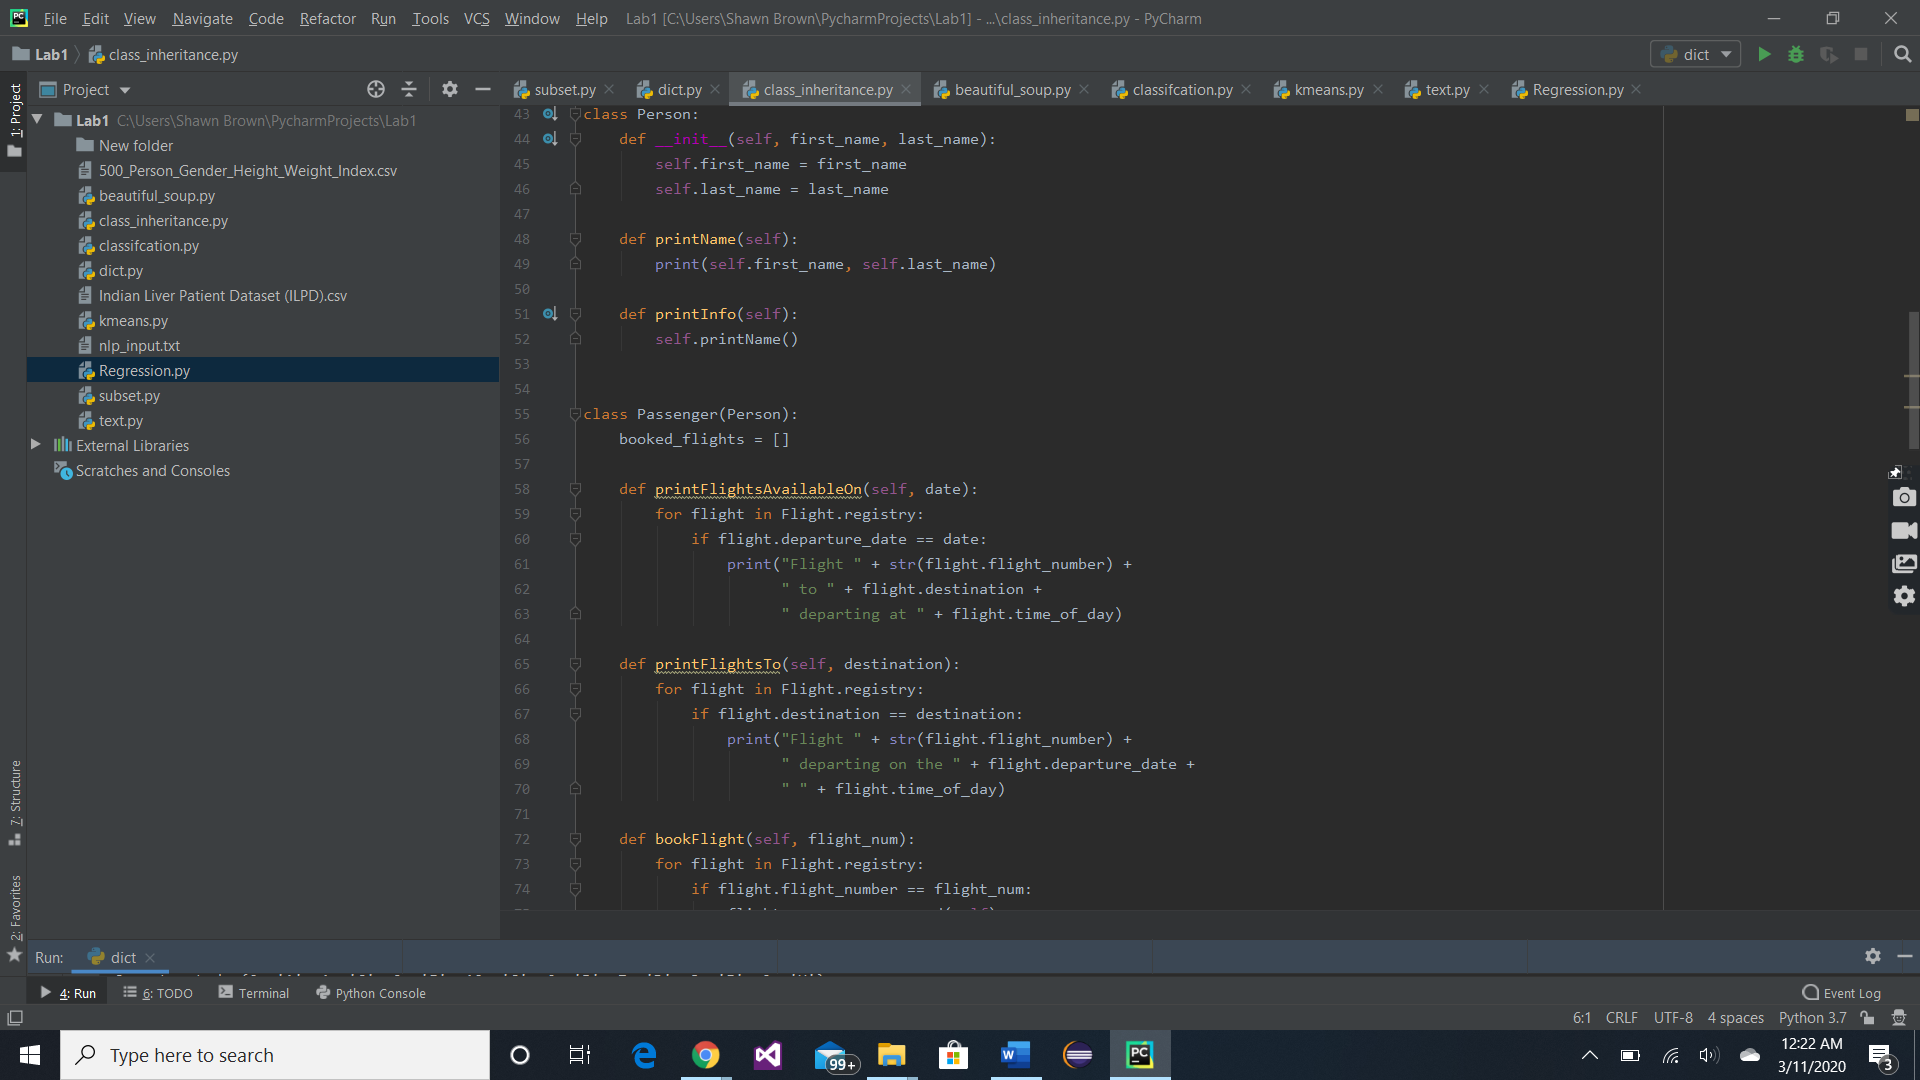 File Edit View Navigate Code Refactor Run Tools VCS Window Help Lab1 [C:\Users\Shawn Brown\PycharmProjects\Lab1] - ...\class_inheritance.py - PyCharm
Lab1 class_inheritance.py dict
1: Project
Project
subset.py dict.py class_inheritance.py beautiful_soup.py classifcation.py kmeans.py text.py Regression.py
Lab1 C:\Users\Shawn Brown\PycharmProjects\Lab1
New folder
500_Person_Gender_Height_Weight_Index.csv
beautiful_soup.py
class_inheritance.py
classifcation.py
dict.py
Indian Liver Patient Dataset (ILPD).csv
kmeans.py
nlp_input.txt
Regression.py
subset.py
text.py
External Libraries
Scratches and Consoles
43 class Person:
44 def __init__(self, first_name, last_name):
45 self.first_name = first_name
46 self.last_name = last_name
47
48 def printName(self):
49 print(self.first_name, self.last_name)
50
51 def printInfo(self):
52 self.printName()
53
54
55 class Passenger(Person):
56 booked_flights = []
57
58 def printFlightsAvailableOn(self, date):
59 for flight in Flight.registry:
60 if flight.departure_date == date:
61 print("Flight " + str(flight.flight_number) +
62 " to " + flight.destination +
63 " departing at " + flight.time_of_day)
64
65 def printFlightsTo(self, destination):
66 for flight in Flight.registry:
67 if flight.destination == destination:
68 print("Flight " + str(flight.flight_number) +
69 " departing on the " + flight.departure_date +
70 " " + flight.time_of_day)
71
72 def bookFlight(self, flight_num):
73 for flight in Flight.registry:
74 if flight.flight_number == flight_num:
7: Structure
2: Favorites
Run: dict
4: Run 6: TODO Terminal Python Console Event Log
6:1 CRLF UTF-8 4 spaces Python 3.7
Type here to search
99+
12:22 AM
3/11/2020
3